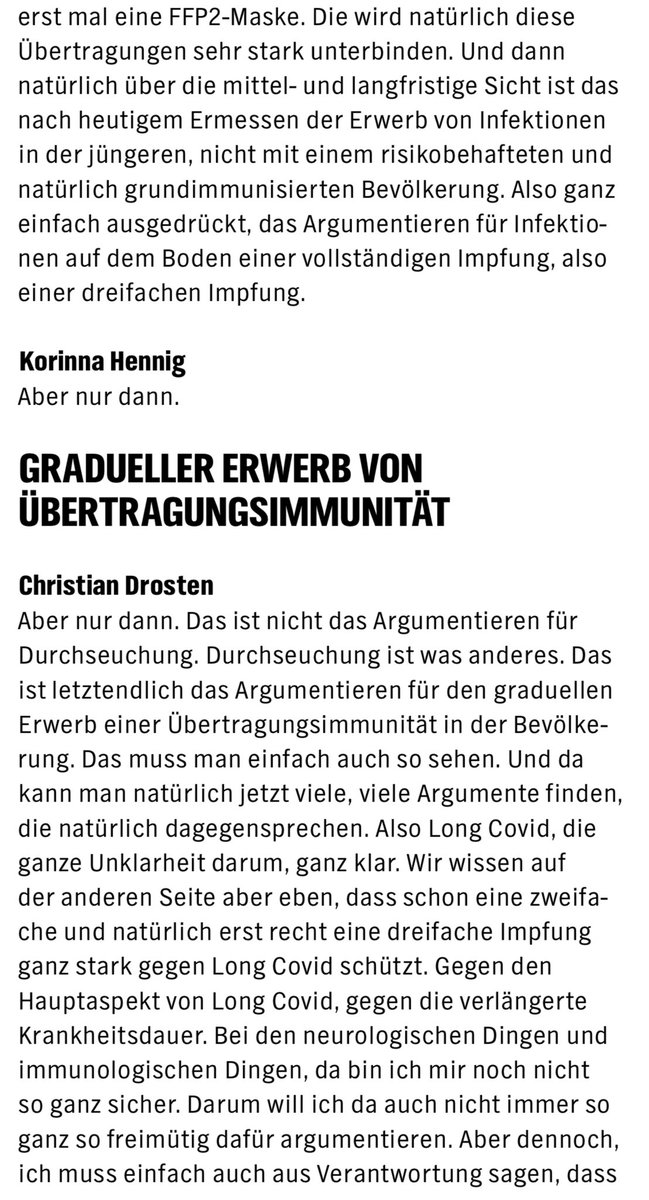 erst mal eine FFP2-Maske. Die wird natürlich diese
Übertragungen sehr stark unterbinden. Und dann
natürlich über die mittel- und langfristige Sicht ist das
nach heutigem Ermessen der Erwerb von Infektionen
in der jüngeren, nicht mit einem risikobehafteten und
natürlich grundimmunisierten Bevölkerung. Also ganz
einfach ausgedrückt, das Argumentieren für Infektio-
nen auf dem Boden einer vollständigen Impfung, also
einer dreifachen Impfung.
Korinna Hennig
Aber nur dann.
GRADUELLER ERWERB VON
ÜBERTRAGUNGSIMMUNITÄT
Christian Drosten
Aber nur dann. Das ist nicht das Argumentieren für
Durchseuchung. Durchseuchung ist was anderes. Das
ist letztendlich das Argumentieren für den graduellen
Erwerb einer Übertragungsimmunität in der Bevölke-
rung. Das muss man einfach auch so sehen. Und da
kann man natürlich jetzt viele, viele Argumente finden,
die natürlich dagegensprechen. Also Long Covid, die
ganze Unklarheit darum, ganz klar. Wir wissen auf
der anderen Seite aber eben, dass schon eine zweifa-
che und natürlich erst recht eine dreifache Impfung
ganz stark gegen Long Covid schützt. Gegen den
Hauptaspekt von Long Covid, gegen die verlängerte
Krankheitsdauer. Bei den neurologischen Dingen und
immunologischen Dingen, da bin ich mir noch nicht
so ganz sicher. Darum will ich da auch nicht immer so
ganz so freimütig dafür argumentieren. Aber dennoch,
ich muss einfach auch aus Verantwortung sagen, dass